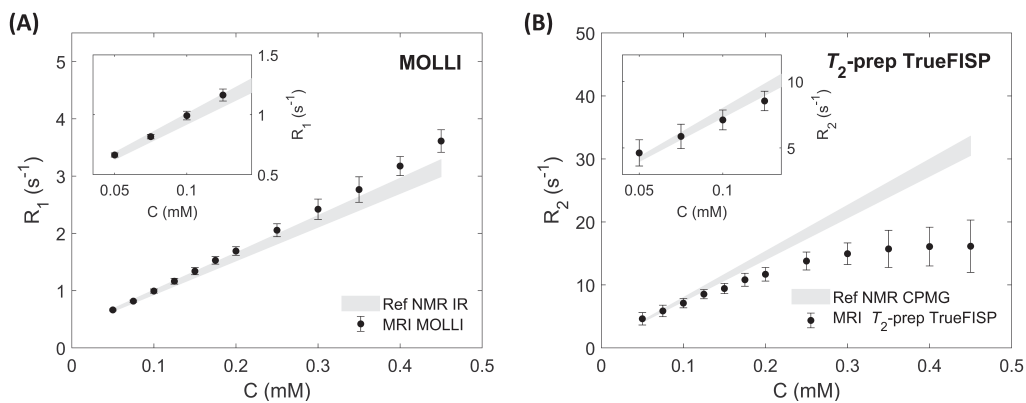 (A)
MOLLI
R1 (s-1)
5
4
3
2
1
0
0 0.1 0.2 0.3 0.4 0.5
C (mM)
1.5
1
0.5
R1 (s-1)
0.05 0.1
C (mM)
Ref NMR IR
MRI MOLLI
(B)
T2-prep TrueFISP
R2 (s-1)
50
40
30
20
10
0
0 0.1 0.2 0.3 0.4 0.5
C (mM)
10
5
R2 (s-1)
0.05 0.1
C (mM)
Ref NMR CPMG
MRI T2-prep TrueFISP